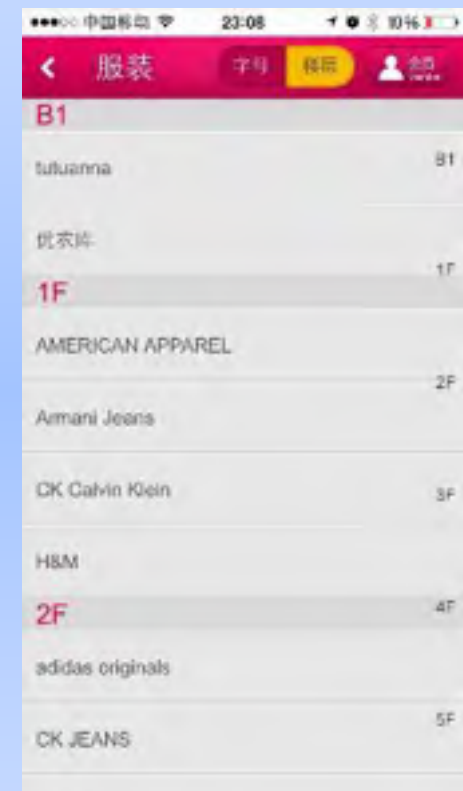 中国移动 23:08 10%
服装 字号 楼层 会员
B1
tutuanna
优衣库
1F
AMERICAN APPAREL
Armani Jeans
CK Calvin Klein
H&M
2F
adidas originals
CK JEANS
B1
1F
2F
3F
4F
5F